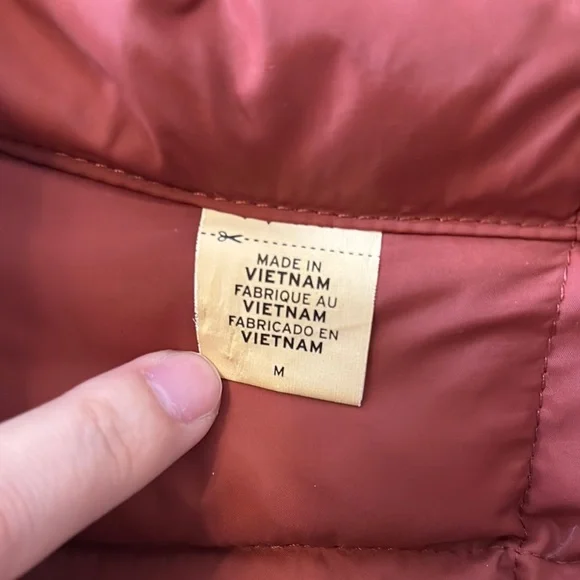 MADE IN
VIETNAM
FABRIQUE AU
VIETNAM
FABRICADO EN
VIETNAM
M